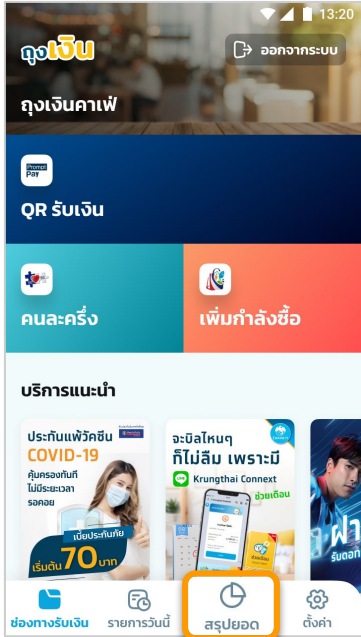 13:20
ถุงเงิน
ออกจากระบบ
ถุงเงินคาเฟ่
Prompt
Pay
QR รับเงิน
คนละครึ่ง
เพิ่มกำลังซื้อ
บริการแนะนำ
ประกันแพ้วัคซีน
COVID-19
คุ้มครองทันที
ไม่มีระยะเวลา
รอคอย
เบี้ยประกันภัย
เริ่มต้น 70 บาท
จะบิลไหนๆ
ก็ไม่ลืม เพราะมี
LINE Krungthai Connext
ช่วยเตือน
ฝา
รับดอก
ช่องทางรับเงิน
รายการวันนี้
สรุปยอด
ตั้งค่า